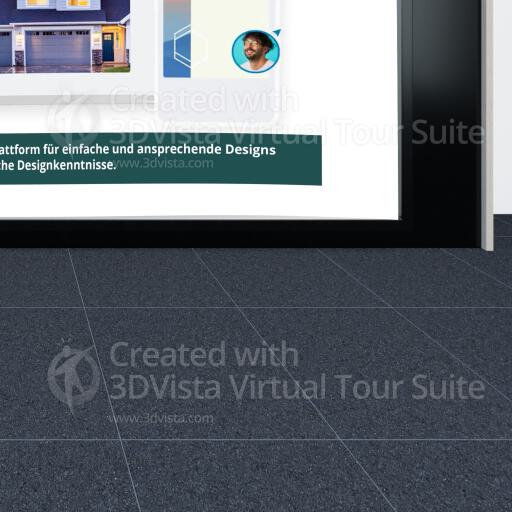 Created with
3DVista Virtual Tour Suite
attform für einfache und ansprechende Designs
che Designkenntnisse.
www.3dvista.com
Created with
3DVista Virtual Tour Suite
www.3dvista.com